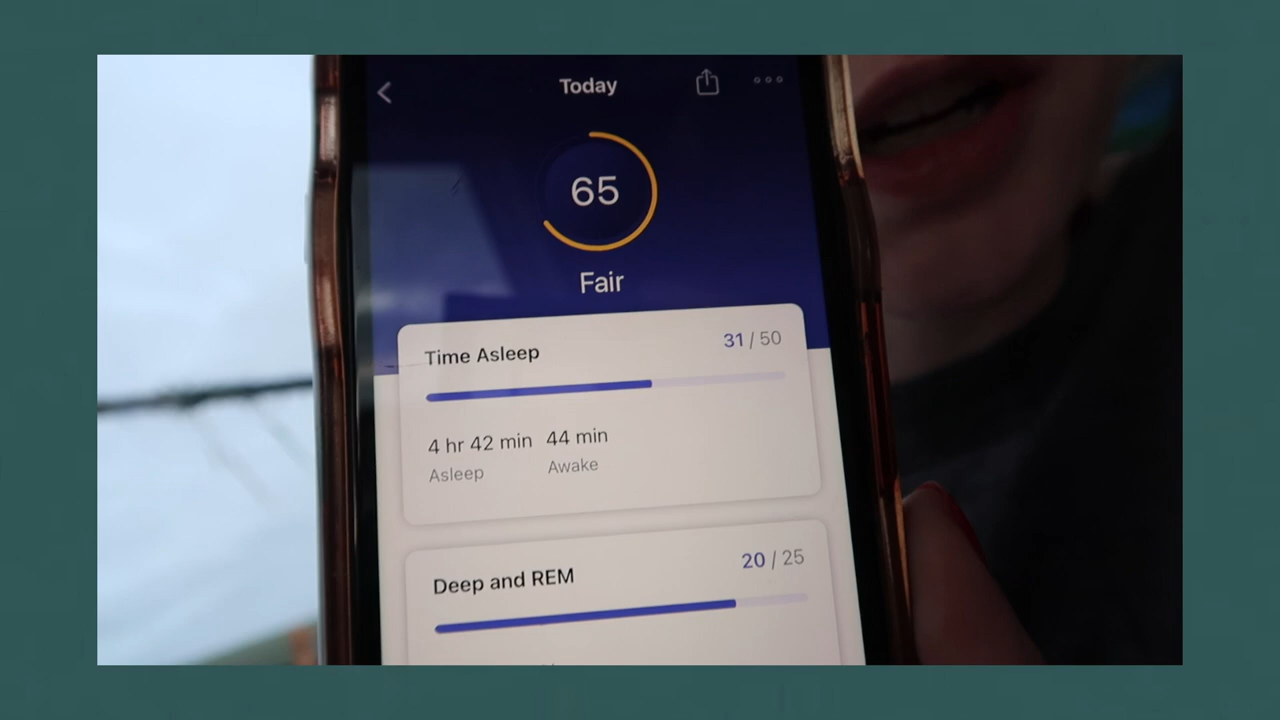 Today
65
Fair
Time Asleep 31 / 50
4 hr 42 min 44 min
Asleep Awake
Deep and REM 20 / 25